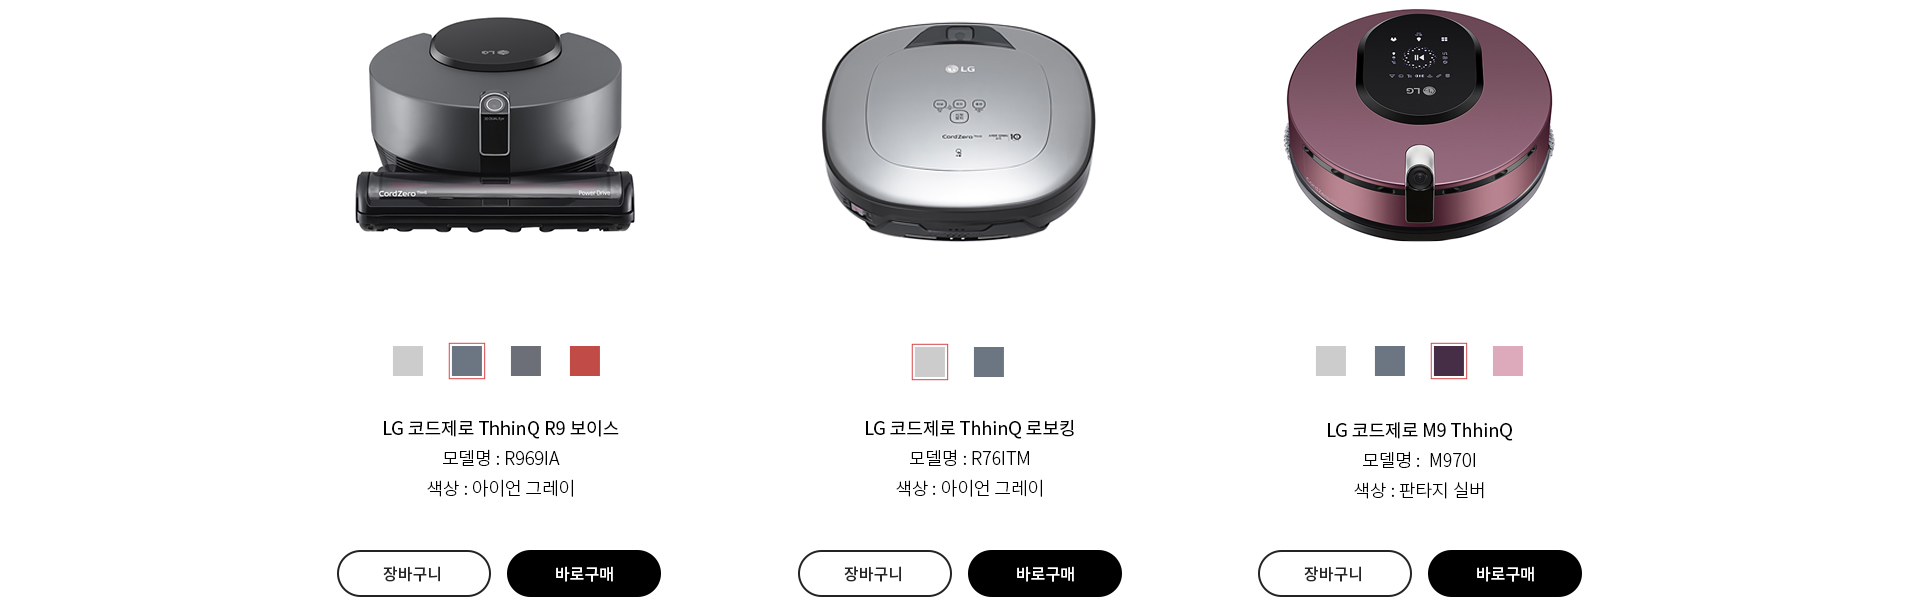 LG
CordZero ThinQ
Power Drive
LG
CordZero
LG
LG 코드제로 ThhinQ R9 보이스
모델명 : R969IA
색상 : 아이언 그레이
장바구니
바로구매
LG 코드제로 ThhinQ 로보킹
모델명 : R76ITM
색상 : 아이언 그레이
장바구니
바로구매
LG 코드제로 M9 ThhinQ
모델명 : M970I
색상 : 판타지 실버
장바구니
바로구매